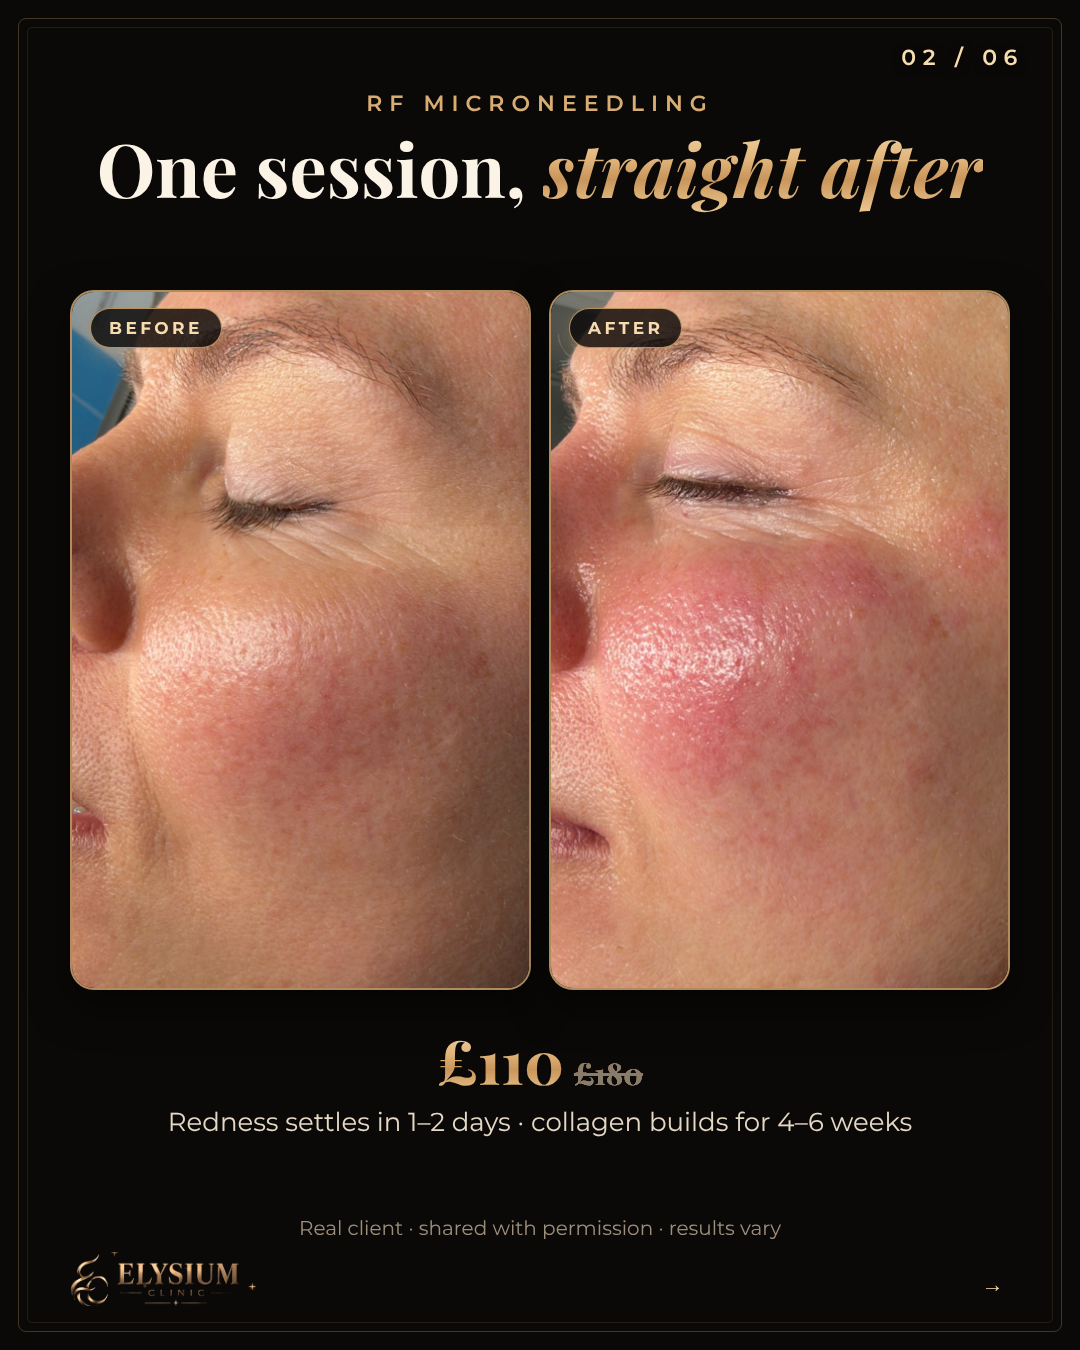 02 / 06
RF MICRONEEDLING
One session, straight after
BEFORE
AFTER
£110 £180
Redness settles in 1–2 days · collagen builds for 4–6 weeks
Real client · shared with permission · results vary
ELYSIUM
CLINIC
→